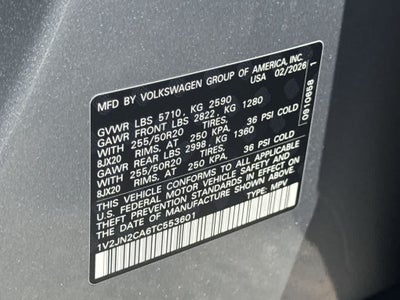 MFD BY VOLKSWAGEN GROUP OF AMERICA, INC.
USA 02/2026
GVWR LBS 5710, KG 2590
GAWR FRONT LBS 2822, KG 1280
WITH 255/50R20 TIRES,
8JX20 RIMS, AT 250 KPA, 36 PSI COLD
GAWR REAR LBS 2998, KG 1360
WITH 255/50R20 TIRES,
8JX20 RIMS, AT 250 KPA, 36 PSI COLD
THIS VEHICLE CONFORMS TO ALL APPLICABLE
U.S. FEDERAL MOTOR VEHICLE SAFETY AND
THEFT PREVENTION STANDARDS IN EFFECT ON
THE DATE OF MANUFACTURE SHOWN ABOVE.
1V2JN2CA6TC553601 TYPE: MPV
0910658 1